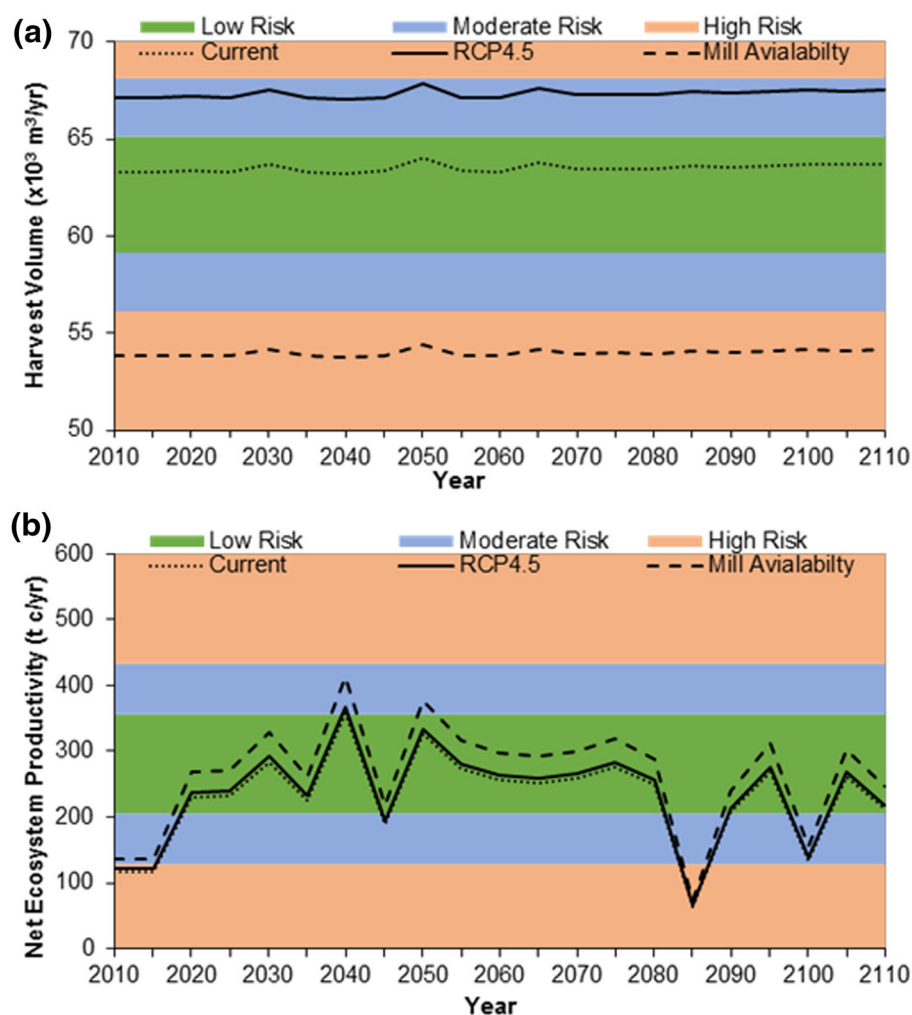 (a)
Low Risk Moderate Risk High Risk
Current RCP4.5 Mill Avialabilty
Harvest Volume (x10³ m³/yr)
70
65
60
55
50
2010 2020 2030 2040 2050 2060 2070 2080 2090 2100 2110
Year
(b)
Low Risk Moderate Risk High Risk
Current RCP4.5 Mill Avialabilty
Net Ecosystem Productivity (t c/yr)
600
500
400
300
200
100
0
2010 2020 2030 2040 2050 2060 2070 2080 2090 2100 2110
Year